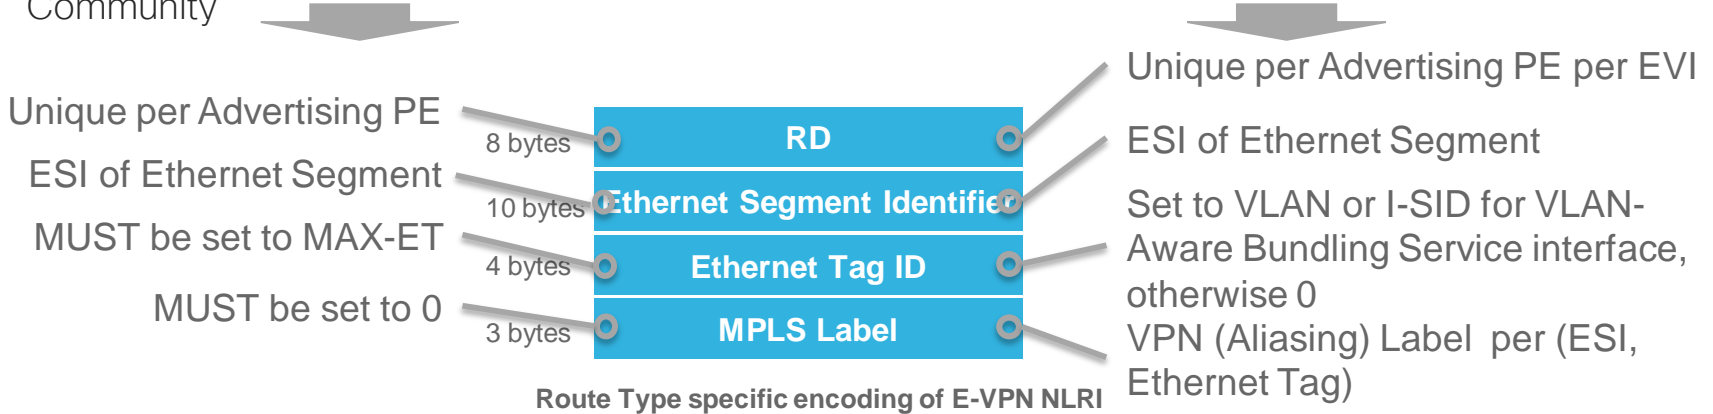 Community
Unique per Advertising PE
ESI of Ethernet Segment
MUST be set to MAX-ET
MUST be set to 0
8 bytes
10 bytes
4 bytes
3 bytes
RD
Ethernet Segment Identifier
Ethernet Tag ID
MPLS Label
Route Type specific encoding of E-VPN NLRI
Unique per Advertising PE per EVI
ESI of Ethernet Segment
Set to VLAN or I-SID for VLAN-
Aware Bundling Service interface,
otherwise 0
VPN (Aliasing) Label per (ESI,
Ethernet Tag)